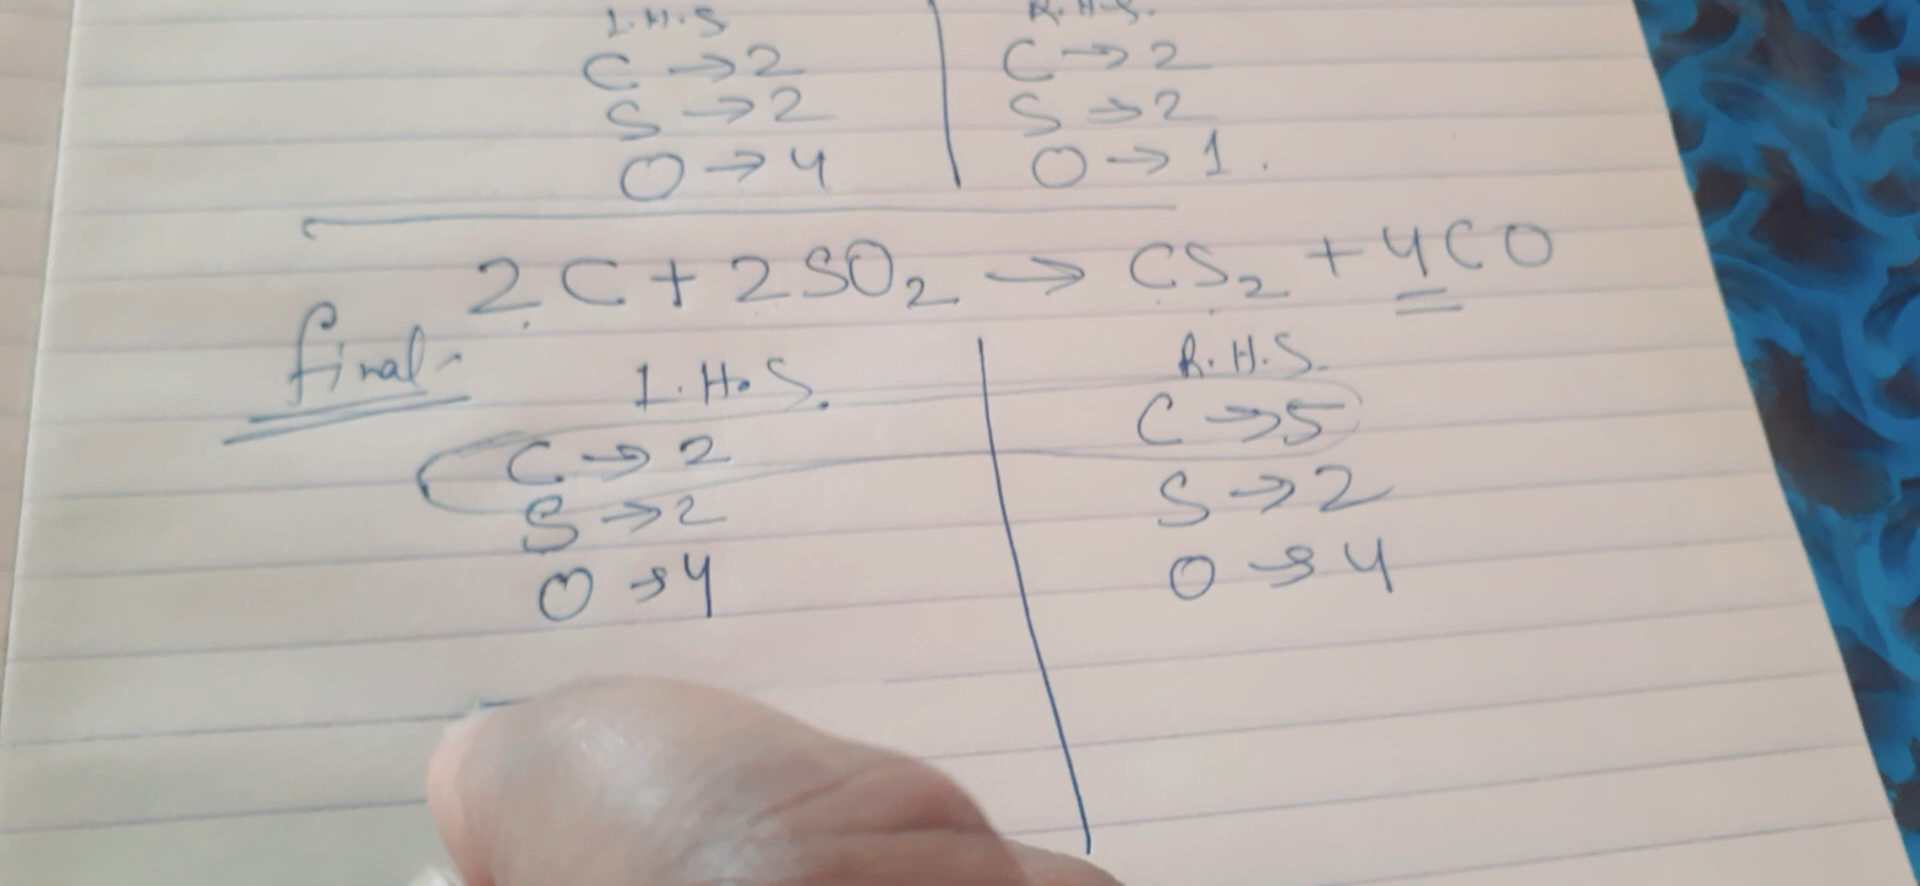 L.H.S R.H.S.
C → 2 C → 2
S → 2 S → 2
O → 4 O → 1.
2C + 2SO₂ → CS₂ + 4CO
final-
L.H.S. R.H.S.
C → 2 C → 5
S → 2 S → 2
O → 4 O → 4